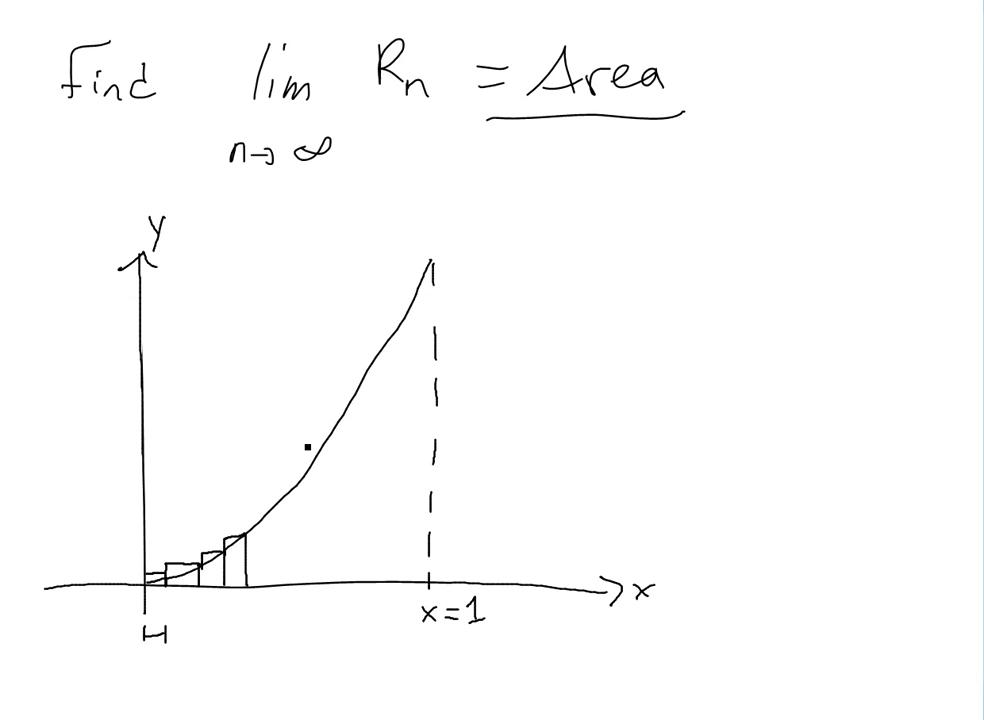 Find lim Rn = Area
n→∞
y
x
x=1